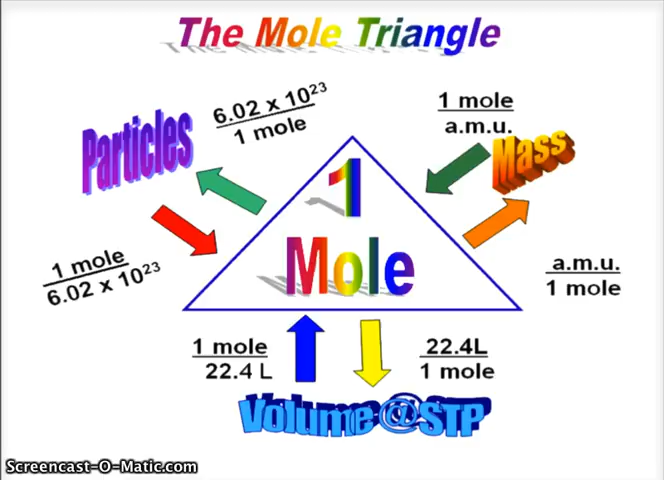 The Mole Triangle
6.02 x 10²³
1 mole
1 mole
a.m.u.
Particles
Mass
1
Mole
1 mole
6.02 x 10²³
a.m.u.
1 mole
1 mole
22.4 L
22.4L
1 mole
Volume@STP
Screencast-O-Matic.com